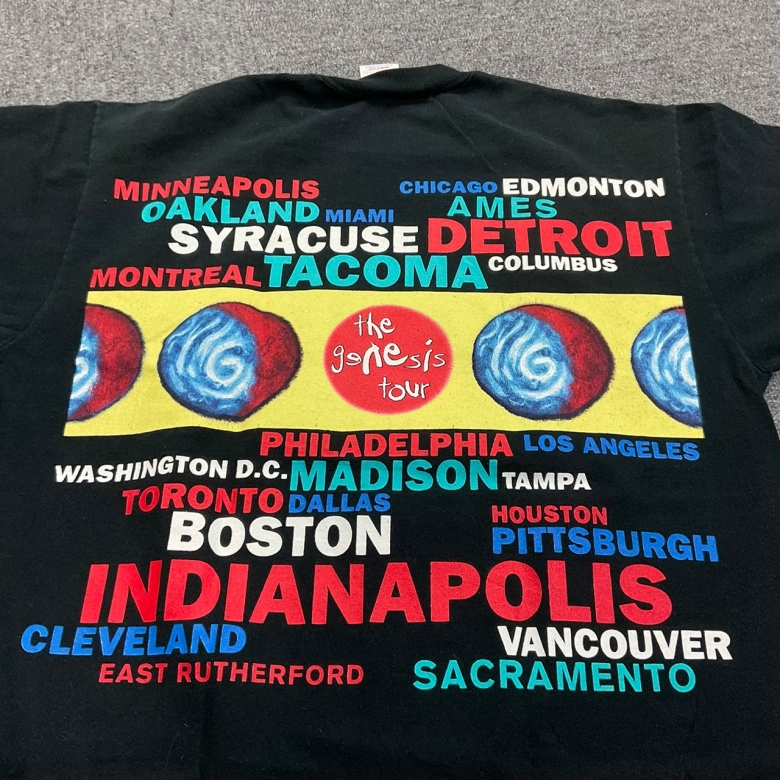 MINNEAPOLIS CHICAGO EDMONTON
OAKLAND MIAMI AMES
SYRACUSE DETROIT
MONTREAL TACOMA COLUMBUS
the
genesis
tour
PHILADELPHIA LOS ANGELES
WASHINGTON D.C. MADISON TAMPA
TORONTO DALLAS HOUSTON
BOSTON PITTSBURGH
INDIANAPOLIS
CLEVELAND VANCOUVER
EAST RUTHERFORD SACRAMENTO